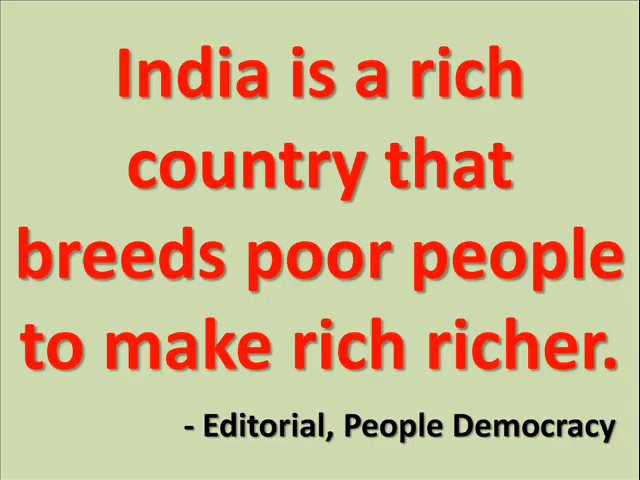 India is a rich
country that
breeds poor people
to make rich richer.
- Editorial, People Democracy